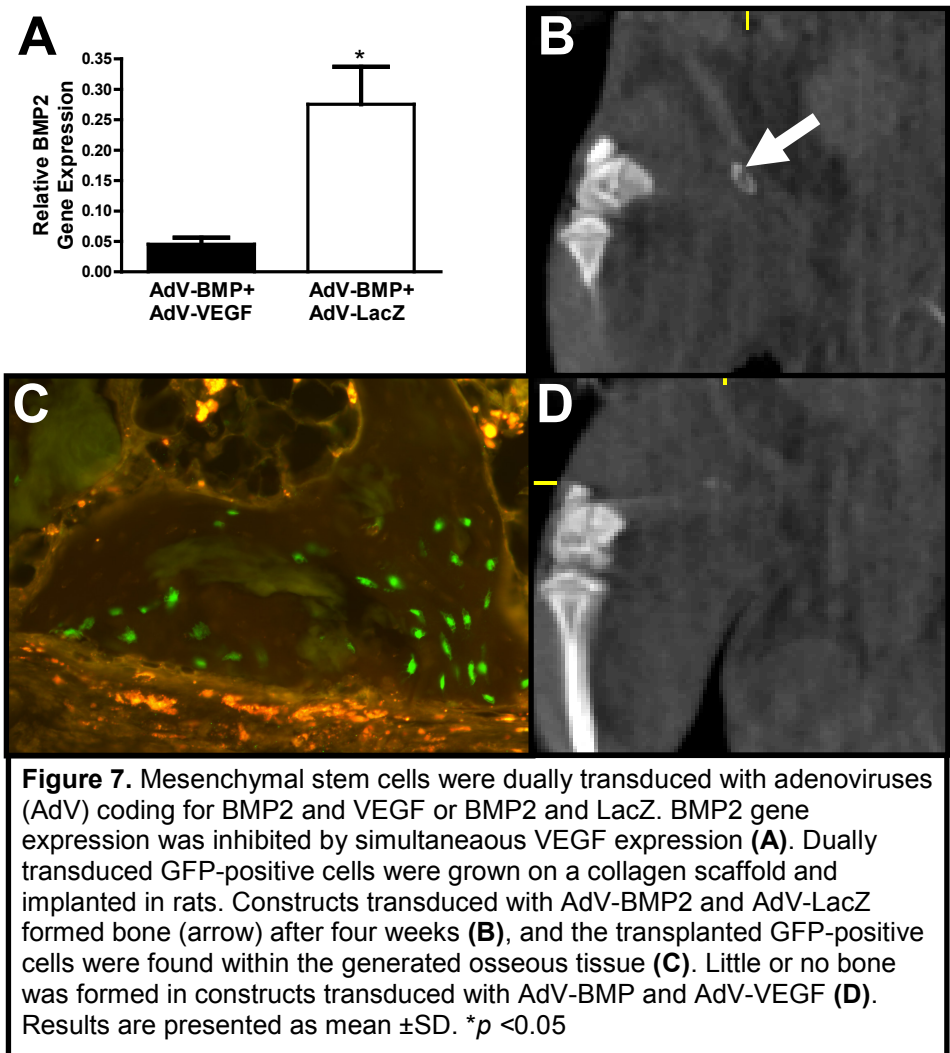 A
Relative BMP2
Gene Expression
0.35
0.30
0.25
0.20
0.15
0.10
0.05
0.00
*
AdV-BMP+
AdV-VEGF
AdV-BMP+
AdV-LacZ
B
C
D
Figure 7. Mesenchymal stem cells were dually transduced with adenoviruses
(AdV) coding for BMP2 and VEGF or BMP2 and LacZ. BMP2 gene
expression was inhibited by simultaneous VEGF expression (A). Dually
transduced GFP-positive cells were grown on a collagen scaffold and
implanted in rats. Constructs transduced with AdV-BMP2 and AdV-LacZ
formed bone (arrow) after four weeks (B), and the transplanted GFP-positive
cells were found within the generated osseous tissue (C). Little or no bone
was formed in constructs transduced with AdV-BMP and AdV-VEGF (D).
Results are presented as mean ±SD. *p <0.05